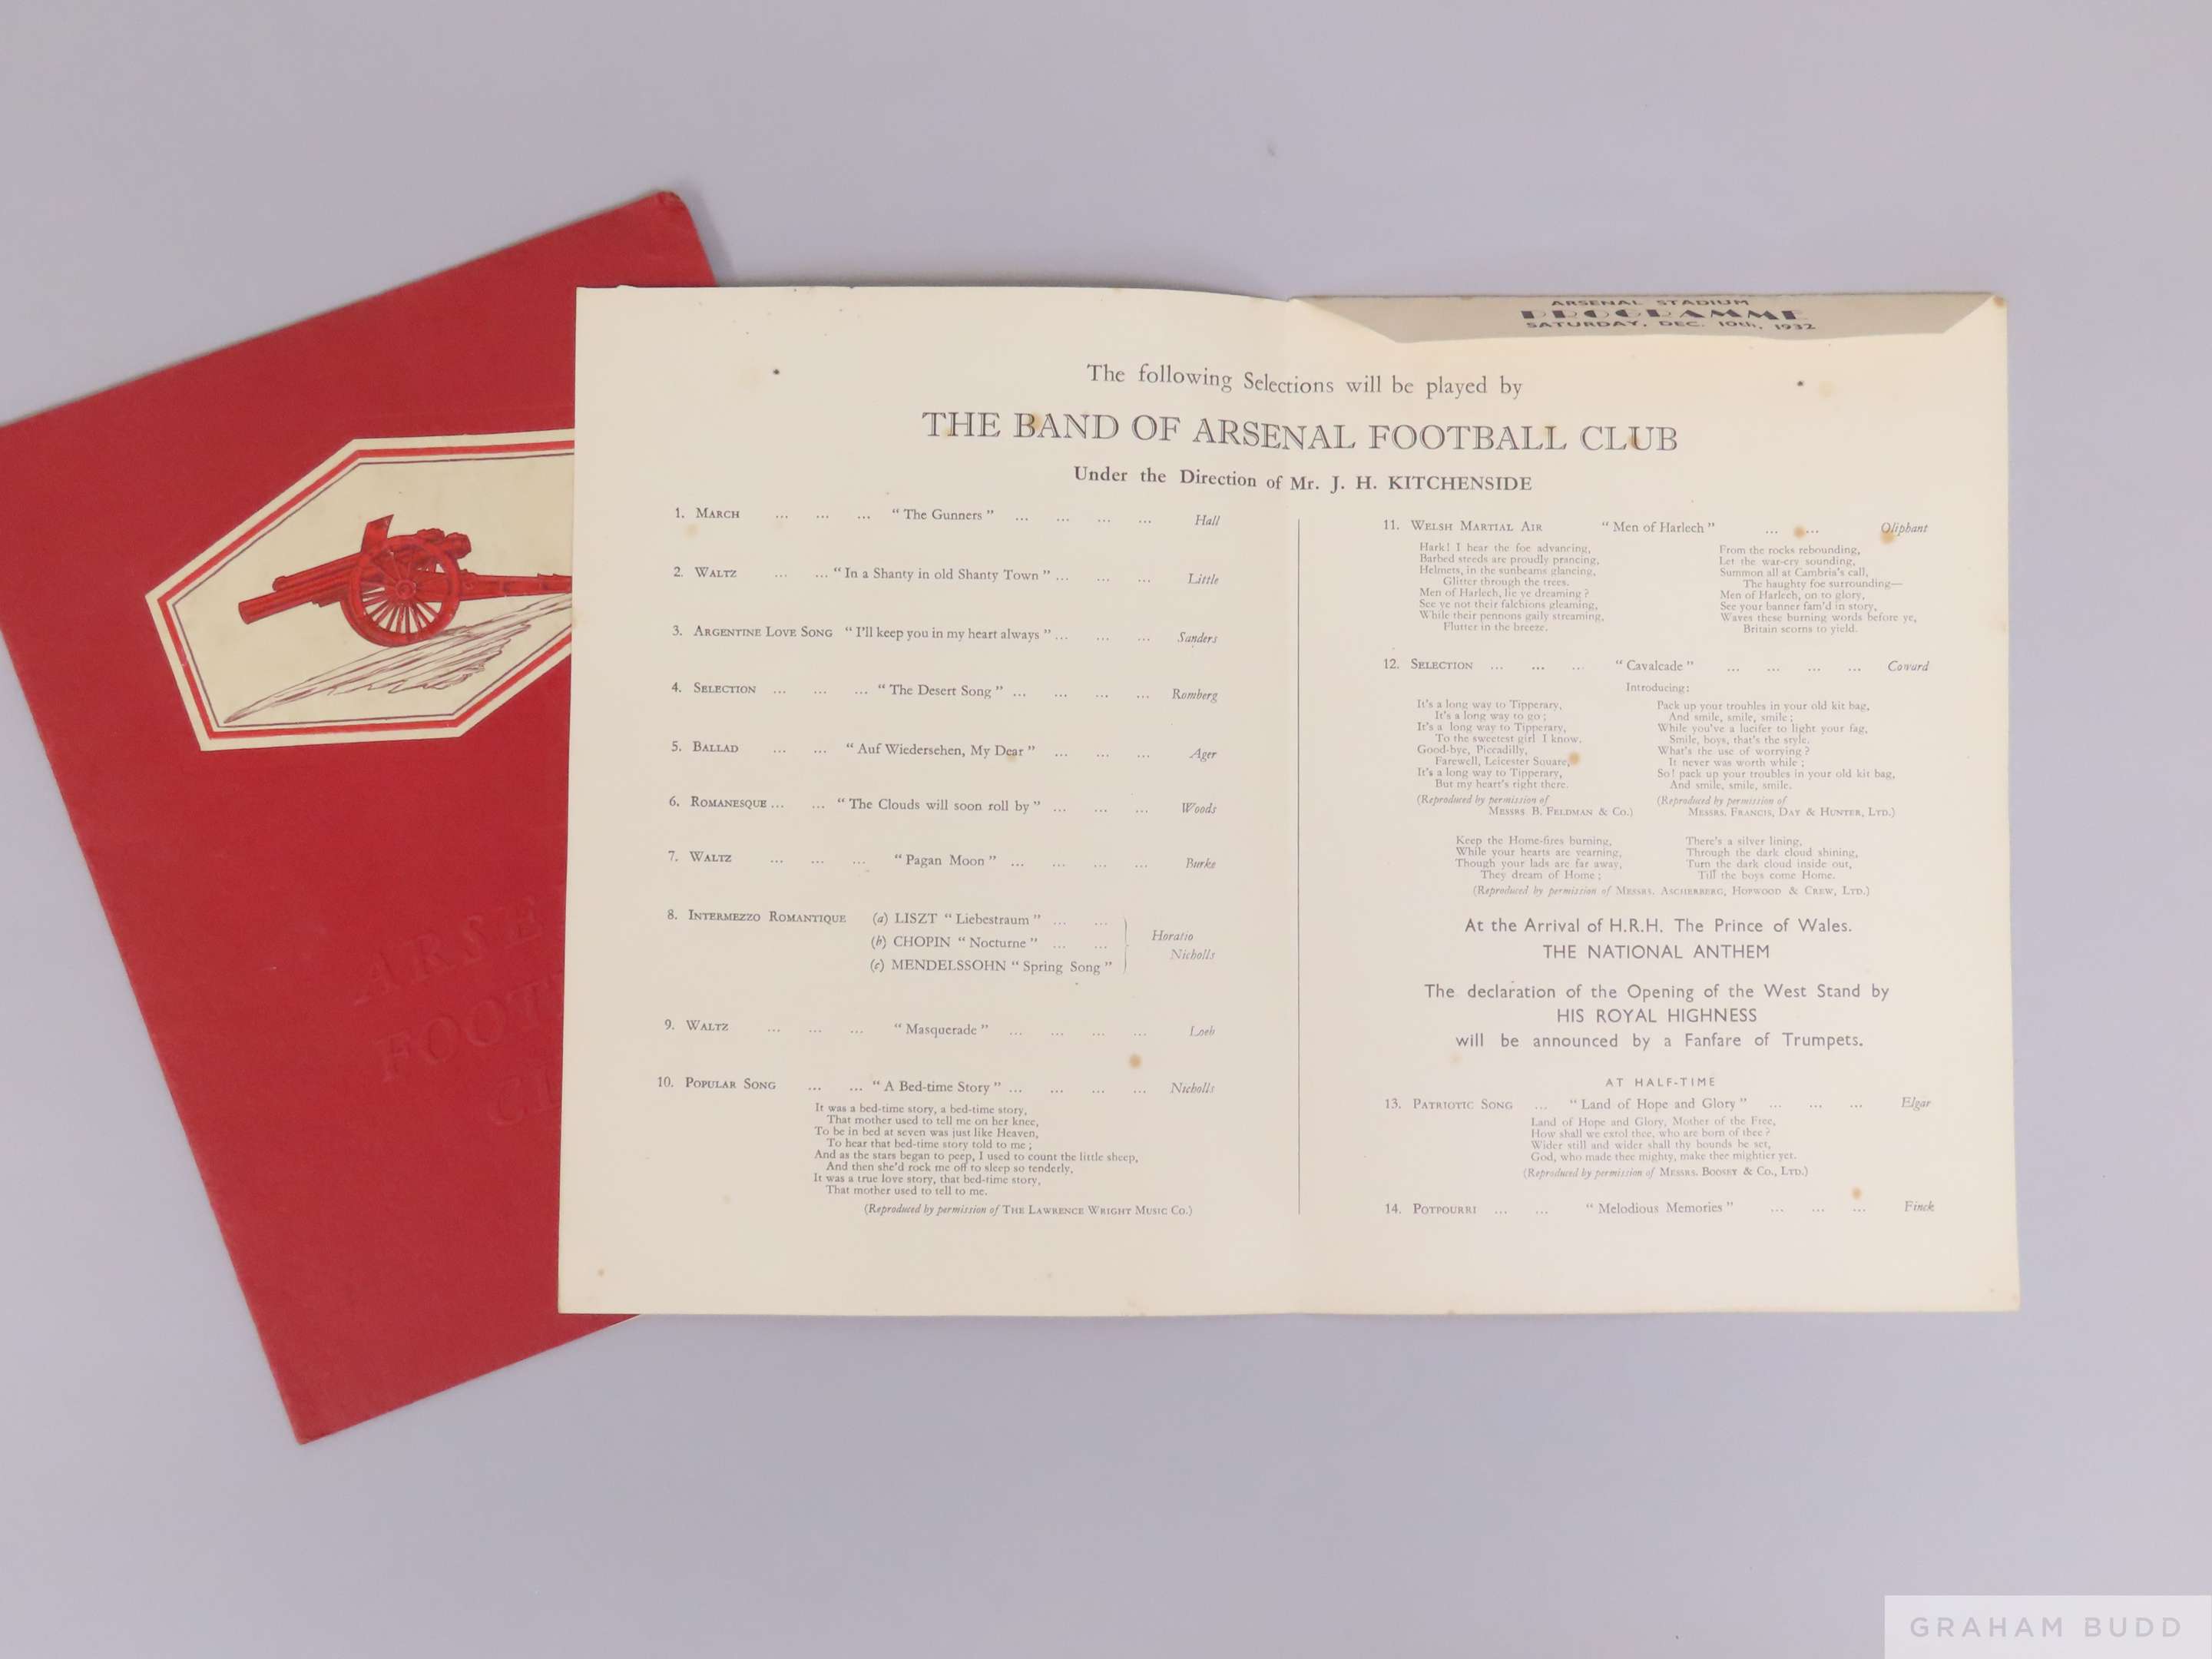 ARSENAL STADIUM
PROGRAMME
SATURDAY, DEC. 10th, 1932
The following Selections will be played by
THE BAND OF ARSENAL FOOTBALL CLUB
Under the Direction of Mr. J. H. KITCHENSIDE
1. MARCH ... ... ... "The Gunners" ... ... ... ... Hall
2. WALTZ ... ... "In a Shanty in old Shanty Town" ... ... ... Little
3. ARGENTINE LOVE SONG "I'll keep you in my heart always" ... ... ... Sanders
4. SELECTION ... ... ... "The Desert Song" ... ... ... ... Romberg
5. BALLAD ... ... "Auf Wiedersehen, My Dear" ... ... ... Ager
6. ROMANESQUE ... ... "The Clouds will soon roll by" ... ... ... Woods
7. WALTZ ... ... ... "Pagan Moon" ... ... ... ... Burke
8. INTERMEZZO ROMANTIQUE (a) LISZT "Liebestraum" ... ...
(b) CHOPIN "Nocturne" ... ...
(c) MENDELSSOHN "Spring Song"
Horatio
Nicholls
9. WALTZ ... ... ... "Masquerade" ... ... ... ... Loeb
10. POPULAR SONG ... ... "A Bed-time Story" ... ... ... ... Nicholls
It was a bed-time story, a bed-time story,
That mother used to tell me on her knee,
To be in bed at seven was just like Heaven,
To hear that bed-time story told to me ;
And as the stars began to peep, I used to count the little sheep,
And then she'd rock me off to sleep so tenderly,
It was a true love story, that bed-time story,
That mother used to tell to me.
(Reproduced by permission of THE LAWRENCE WRIGHT MUSIC CO.)
11. WELSH MARTIAL AIR "Men of Harlech" ... ... Oliphant
Hark! I hear the foe advancing,
Barbed steeds are proudly prancing,
Helmets, in the sunbeams glancing,
Glitter through the trees.
Men of Harlech, lie ye dreaming ?
See ye not their falchions gleaming,
While their pennons gaily streaming,
Flutter in the breeze.
From the rocks rebounding,
Let the war-cry sounding,
Summon all at Cambria's call,
The haughty foe surrounding—
Men of Harlech, on to glory,
See your banner fam'd in story,
Waves these burning words before ye,
Britain scorns to yield.
12. SELECTION ... ... ... "Cavalcade" ... ... ... ... Coward
Introducing:
It's a long way to Tipperary,
It's a long way to go ;
It's a long way to Tipperary,
To the sweetest girl I know.
Good-bye, Piccadilly,
Farewell, Leicester Square,
It's a long way to Tipperary,
But my heart's right there.
(Reproduced by permission of
MESSRS B. FELDMAN & CO.)
Pack up your troubles in your old kit bag,
And smile, smile, smile ;
While you've a lucifer to light your fag,
Smile, boys, that's the style.
What's the use of worrying ?
It never was worth while ;
So! pack up your troubles in your old kit bag,
And smile, smile, smile.
(Reproduced by permission of
MESSRS. FRANCIS, DAY & HUNTER, LTD.)
Keep the Home-fires burning,
While your hearts are yearning,
Though your lads are far away,
They dream of Home ;
There's a silver lining,
Through the dark cloud shining,
Turn the dark cloud inside out,
Till the boys come Home.
(Reproduced by permission of MESSRS. ASCHERBERG, HOPWOOD & CREW, LTD.)
At the Arrival of H.R.H. The Prince of Wales.
THE NATIONAL ANTHEM
The declaration of the Opening of the West Stand by
HIS ROYAL HIGHNESS
will be announced by a Fanfare of Trumpets.
AT HALF-TIME
13. PATRIOTIC SONG ... "Land of Hope and Glory" ... ... ... Elgar
Land of Hope and Glory, Mother of the Free,
How shall we extol thee, who are born of thee ?
Wider still and wider shall thy bounds be set,
God, who made thee mighty, make thee mightier yet.
(Reproduced by permission of MESSRS. BOOSEY & CO., LTD.)
14. POTPOURRI ... ... "Melodious Memories" ... ... ... Finck
ARSE
FOOT
CL
GRAHAM BUDD